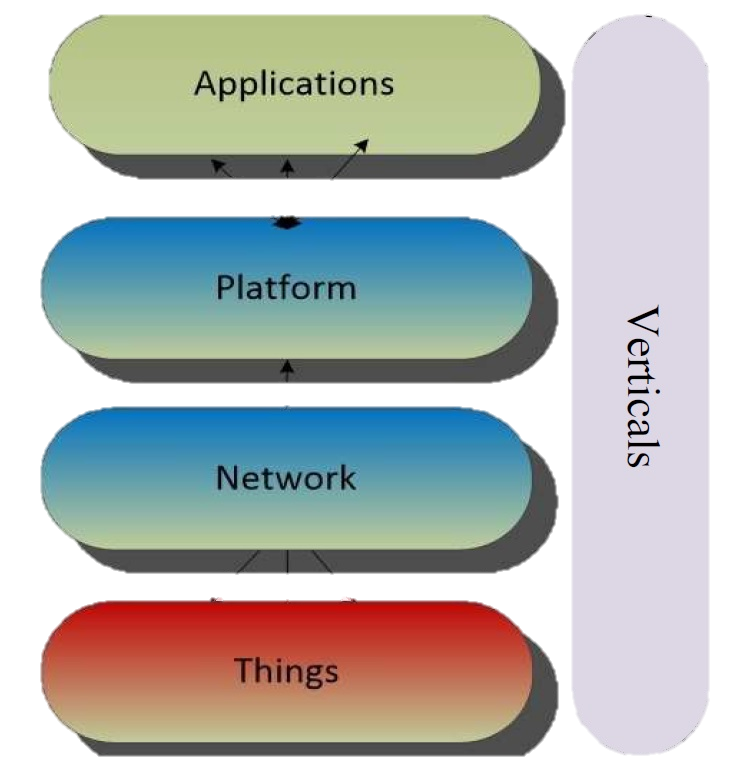 Applications
Platform
Network
Things
Verticals